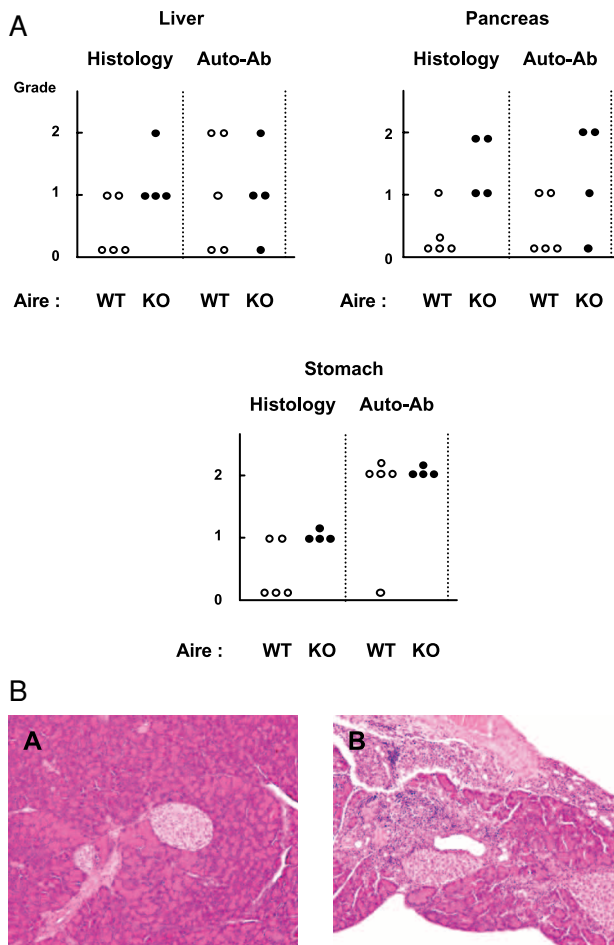 A
Liver
Pancreas
Histology Auto-Ab
Histology Auto-Ab
Grade
2
1
0
2
1
0
Aire : WT KO WT KO
Aire : WT KO WT KO
Stomach
Histology Auto-Ab
2
1
0
Aire : WT KO WT KO
B
A
B